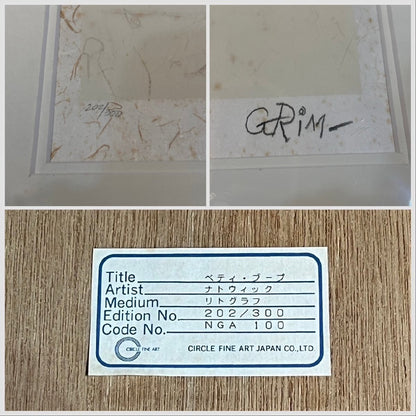 202/300
GRiM-
Title ベティ・ブープ
Artist ナトウィック
Medium リトグラフ
Edition No. 202/300
Code No. NGA 100
CIRCLE FINE ART
CIRCLE FINE ART JAPAN CO.,LTD.